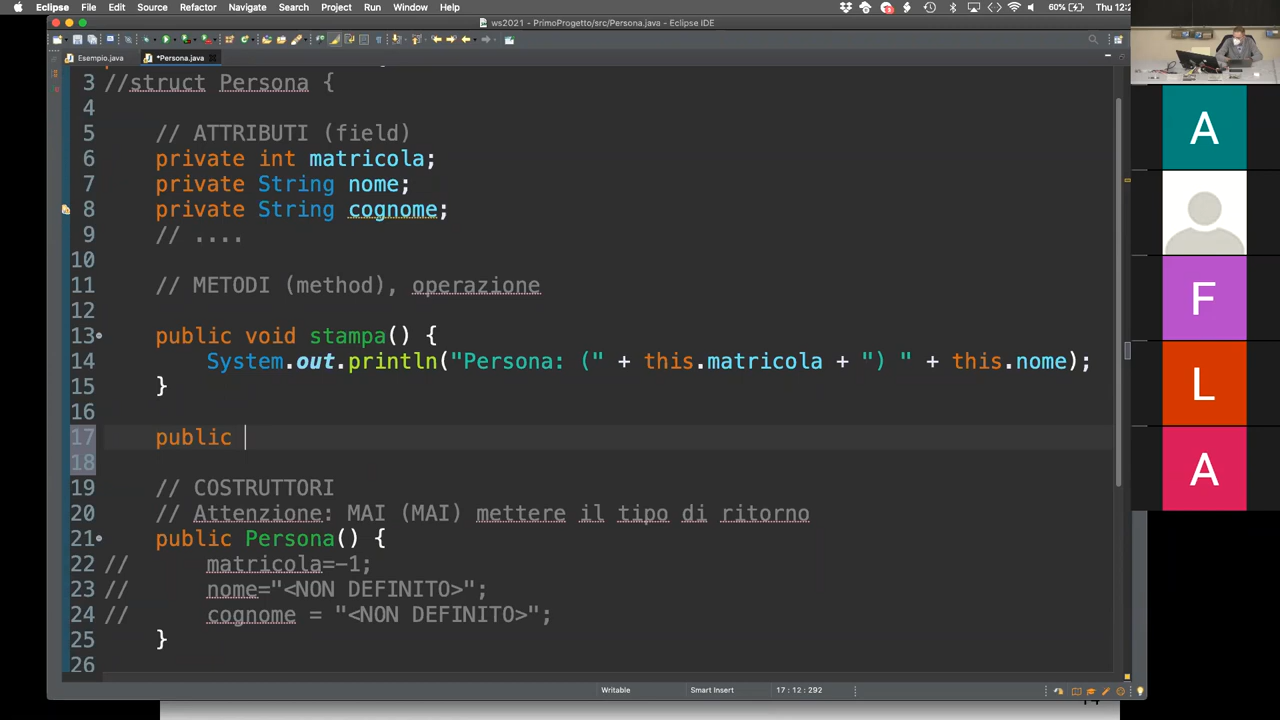 Eclipse File Edit Source Refactor Navigate Search Project Run Window Help 60% Thu 12:2
ws2021 - PrimoProgetto/src/Persona.java - Eclipse IDE
Esempio.java *Persona.java
3 //struct Persona {
4
5 // ATTRIBUTI (field)
6 private int matricola;
7 private String nome;
8 private String cognome;
9 // ....
10
11 // METODI (method), operazione
12
13 public void stampa() {
14 System.out.println("Persona: (" + this.matricola + ") " + this.nome);
15 }
16
17 public
18
19 // COSTRUTTORI
20 // Attenzione: MAI (MAI) mettere il tipo di ritorno
21 public Persona() {
22 // matricola=-1;
23 // nome="<NON DEFINITO>";
24 // cognome = "<NON DEFINITO>";
25 }
26
Writable Smart Insert 17 : 12 : 292
14
A
F
L
A